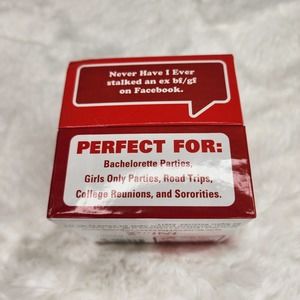 Never Have I Ever
stalked an ex bf/gf
on Facebook.
PERFECT FOR:
Bachelorette Parties,
Girls Only Parties, Road Trips,
College Reunions, and Sororities.